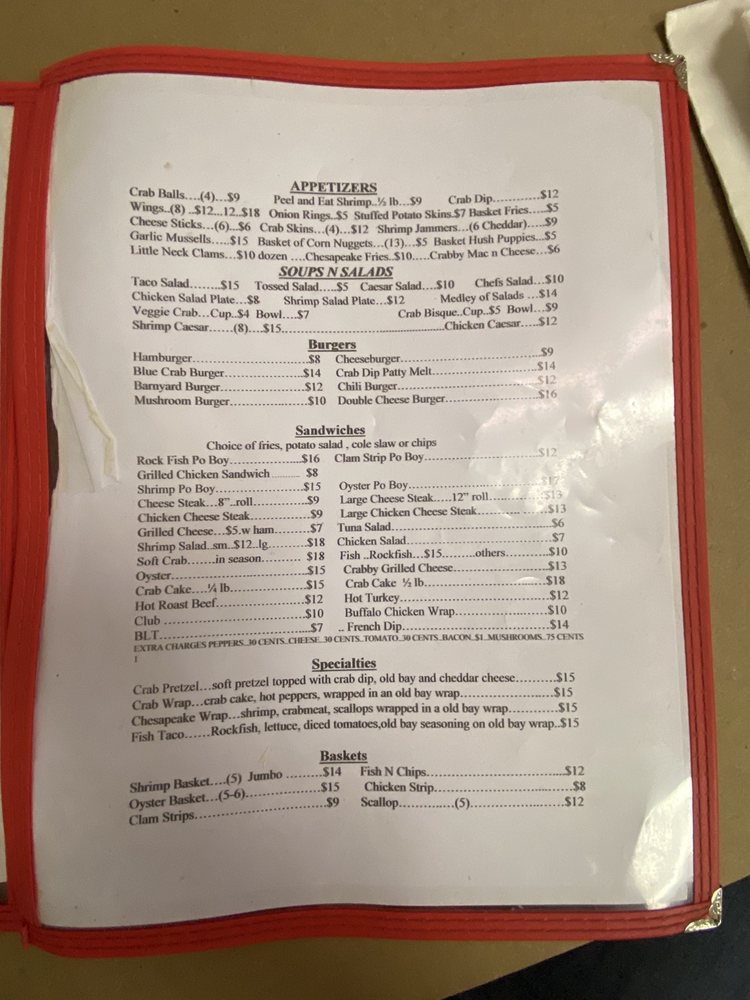 APPETIZERS
Crab Balls....(4)...$9 Peel and Eat Shrimp..½ lb...$9 Crab Dip............$12
Wings..(8) ..$12...12..$18 Onion Rings..$5 Stuffed Potato Skins.$7 Basket Fries.....$5
Cheese Sticks...(6)...$6 Crab Skins...(4)...$12 Shrimp Jammers...(6 Cheddar).....$9
Garlic Mussells.....$15 Basket of Corn Nuggets...(13)...$5 Basket Hush Puppies...$5
Little Neck Clams...$10 dozen ....Chesapeake Fries..$10.....Crabby Mac n Cheese...$6
SOUPS N SALADS
Taco Salad........$15 Tossed Salad.....$5 Caesar Salad....$10 Chefs Salad...$10
Chicken Salad Plate...$8 Shrimp Salad Plate...$12 Medley of Salads ...$14
Veggie Crab...Cup..$4 Bowl...$7 Crab Bisque..Cup..$5 Bowl...$9
Shrimp Caesar......(8)....$15......Chicken Caesar.....$12
Burgers
Hamburger............$8 Cheeseburger............$9
Blue Crab Burger............$14 Crab Dip Patty Melt............$14
Barnyard Burger............$12 Chili Burger............$12
Mushroom Burger............$10 Double Cheese Burger............$16
Sandwiches
Choice of fries, potato salad , cole slaw or chips
Rock Fish Po Boy............$16 Clam Strip Po Boy............$12
Grilled Chicken Sandwich............ $8
Shrimp Po Boy............$15 Oyster Po Boy............$17
Cheese Steak...8"..roll............$9 Large Cheese Steak.....12" roll............$13
Chicken Cheese Steak............$9 Large Chicken Cheese Steak............$13
Grilled Cheese...$5.w ham............$7 Tuna Salad............$6
Shrimp Salad..sm..$12..lg............$18 Chicken Salad............$7
Soft Crab.......in season......... $18 Fish ..Rockfish...$15.........others............$10
Oyster............$15 Crabby Grilled Cheese............$13
Crab Cake....¼ lb............$15 Crab Cake ½ lb............$18
Hot Roast Beef............$12 Hot Turkey............$12
Club ............$10 Buffalo Chicken Wrap............$10
BLT............$7 .. French Dip............$14
EXTRA CHARGES PEPPERS..30 CENTS..CHEESE..30 CENTS..TOMATO..30 CENTS..BACON..$1..MUSHROOMS..75 CENTS
Specialties
Crab Pretzel...soft pretzel topped with crab dip, old bay and cheddar cheese..........$15
Crab Wrap...crab cake, hot peppers, wrapped in an old bay wrap............$15
Chesapeake Wrap...shrimp, crabmeat, scallops wrapped in a old bay wrap............$15
Fish Taco......Rockfish, lettuce, diced tomatoes,old bay seasoning on old bay wrap..$15
Baskets
Shrimp Basket....(5) Jumbo .........$14 Fish N Chips............$12
Oyster Basket...(5-6)............$15 Chicken Strip............$8
Clam Strips............$9 Scallop............(5)............$12